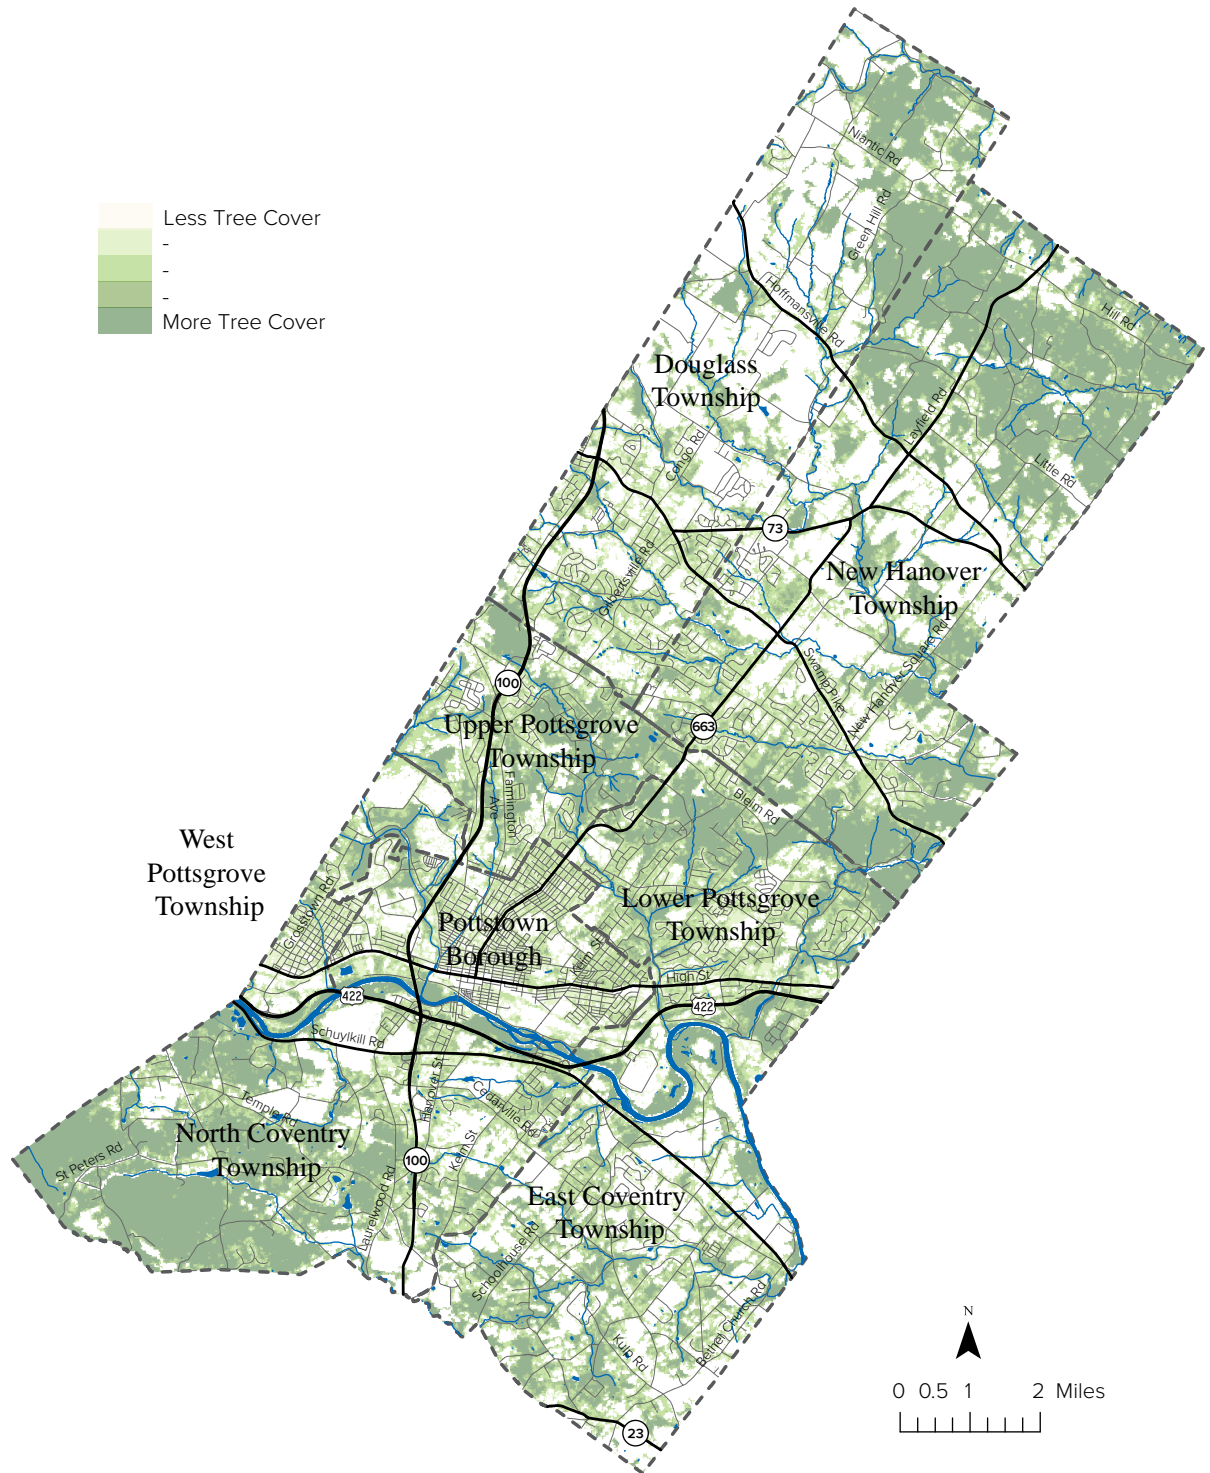 Less Tree Cover
-
-
-
More Tree Cover
Niantic Rd
Green Hill Rd
Hoffmansville Rd
Hill Rd
Douglass
Township
Layfield Rd
Congo Rd
Little Rd
73
Gilbertsville Rd
New Hanover
Township
Swamp Pike
New Hanover Square Rd
100
663
Upper Pottsgrove
Township
Farmington
Ave
Bleim Rd
West
Pottsgrove
Township
Grosstown Rd
Lower Pottsgrove
Township
Pottstown
Borough
Keim St
High St
422
422
Schuylkill Rd
Hanover St
Cedarville Rd
Temple Rd
North Coventry
Township
St Peters Rd
Keim St
100
Laurelwood Rd
East Coventry
Township
Schoolhouse Rd
Bethel Church Rd
Kulp Rd
23
N
0 0.5 1 2 Miles